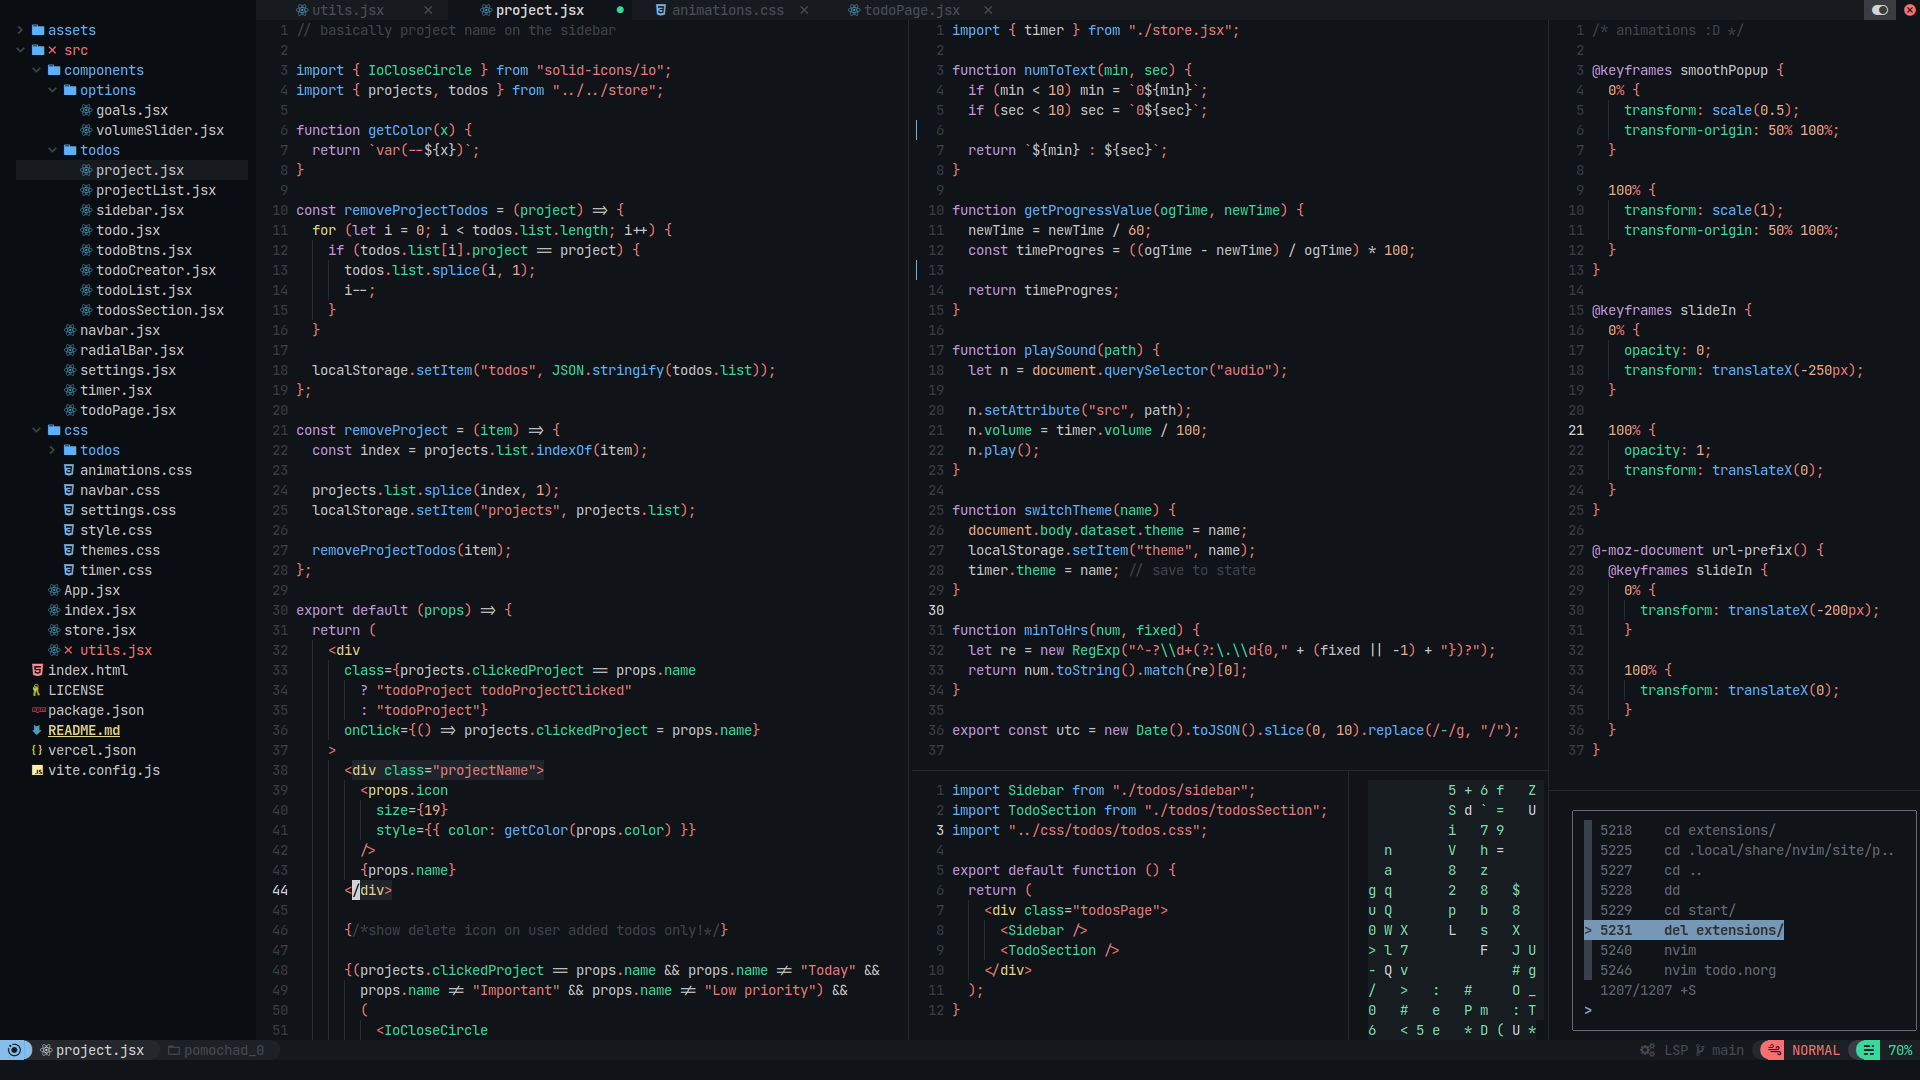 utils.jsx
project.jsx
animations.css
todoPage.jsx
assets
src
components
options
goals.jsx
volumeSlider.jsx
todos
project.jsx
projectList.jsx
sidebar.jsx
todo.jsx
todoBtns.jsx
todoCreator.jsx
todoList.jsx
todosSection.jsx
navbar.jsx
radialBar.jsx
settings.jsx
timer.jsx
todoPage.jsx
css
todos
animations.css
navbar.css
settings.css
style.css
themes.css
timer.css
App.jsx
index.jsx
store.jsx
utils.jsx
index.html
LICENSE
package.json
README.md
vercel.json
vite.config.js
1 // basically project name on the sidebar
2
3 import { IoCloseCircle } from "solid-icons/io";
4 import { projects, todos } from "../../store";
5
6 function getColor(x) {
7 return `var(--${x})`;
8 }
9
10 const removeProjectTodos = (project) => {
11 for (let i = 0; i < todos.list.length; i++) {
12 if (todos.list[i].project == project) {
13 todos.list.splice(i, 1);
14 i--;
15 }
16 }
17
18 localStorage.setItem("todos", JSON.stringify(todos.list));
19 };
20
21 const removeProject = (item) => {
22 const index = projects.list.indexOf(item);
23
24 projects.list.splice(index, 1);
25 localStorage.setItem("projects", projects.list);
26
27 removeProjectTodos(item);
28 };
29
30 export default (props) => {
31 return (
32 <div
33 class={projects.clickedProject == props.name
34 ? "todoProject todoProjectClicked"
35 : "todoProject"}
36 onClick={() => projects.clickedProject = props.name}
37 >
38 <div class="projectName">
39 <props.icon
40 size={19}
41 style={{ color: getColor(props.color) }}
42 />
43 {props.name}
44 </div>
45
46 {/*show delete icon on user added todos only!*/}
47
48 {(projects.clickedProject == props.name && props.name != "Today" &&
49 props.name != "Important" && props.name != "Low priority") &&
50 (
51 <IoCloseCircle
1 import { timer } from "./store.jsx";
2
3 function numToText(min, sec) {
4 if (min < 10) min = `0${min}`;
5 if (sec < 10) sec = `0${sec}`;
6
7 return `${min} : ${sec}`;
8 }
9
10 function getProgressValue(ogTime, newTime) {
11 newTime = newTime / 60;
12 const timeProgres = ((ogTime - newTime) / ogTime) * 100;
13
14 return timeProgres;
15 }
16
17 function playSound(path) {
18 let n = document.querySelector("audio");
19
20 n.setAttribute("src", path);
21 n.volume = timer.volume / 100;
22 n.play();
23 }
24
25 function switchTheme(name) {
26 document.body.dataset.theme = name;
27 localStorage.setItem("theme", name);
28 timer.theme = name; // save to state
29 }
30
31 function minToHrs(num, fixed) {
32 let re = new RegExp("^-?\\d+(?:\.\\d{0," + (fixed || -1) + "})?");
33 return num.toString().match(re)[0];
34 }
35
36 export const utc = new Date().toJSON().slice(0, 10).replace(/-/g, "/");
37
1 import Sidebar from "./todos/sidebar";
2 import TodoSection from "./todos/todosSection";
3 import "../css/todos/todos.css";
4
5 export default function () {
6 return (
7 <div class="todosPage">
8 <Sidebar />
9 <TodoSection />
10 </div>
11 );
12 }
5 + 6 f Z
S d ` = U
i 7 9
n V h =
a 8 z
g q 2 8 $
u Q p b 8
0 W X L s X
> l 7 F J U
- Q v # g
/ > : # O _
0 # e P m : T
6 < 5 e * D ( U *
1 /* animations :D */
2
3 @keyframes smoothPopup {
4 0% {
5 transform: scale(0.5);
6 transform-origin: 50% 100%;
7 }
8
9 100% {
10 transform: scale(1);
11 transform-origin: 50% 100%;
12 }
13 }
14
15 @keyframes slideIn {
16 0% {
17 opacity: 0;
18 transform: translateX(-250px);
19 }
20
21 100% {
22 opacity: 1;
23 transform: translateX(0);
24 }
25 }
26
27 @-moz-document url-prefix() {
28 @keyframes slideIn {
29 0% {
30 transform: translateX(-200px);
31 }
32
33 100% {
34 transform: translateX(0);
35 }
36 }
37 }
5218 cd extensions/
5225 cd .local/share/nvim/site/p..
5227 cd ..
5228 dd
5229 cd start/
> 5231 del extensions/
5240 nvim
5246 nvim todo.norg
1207/1207 +S
>
project.jsx pomochad_0 LSP main NORMAL 70%